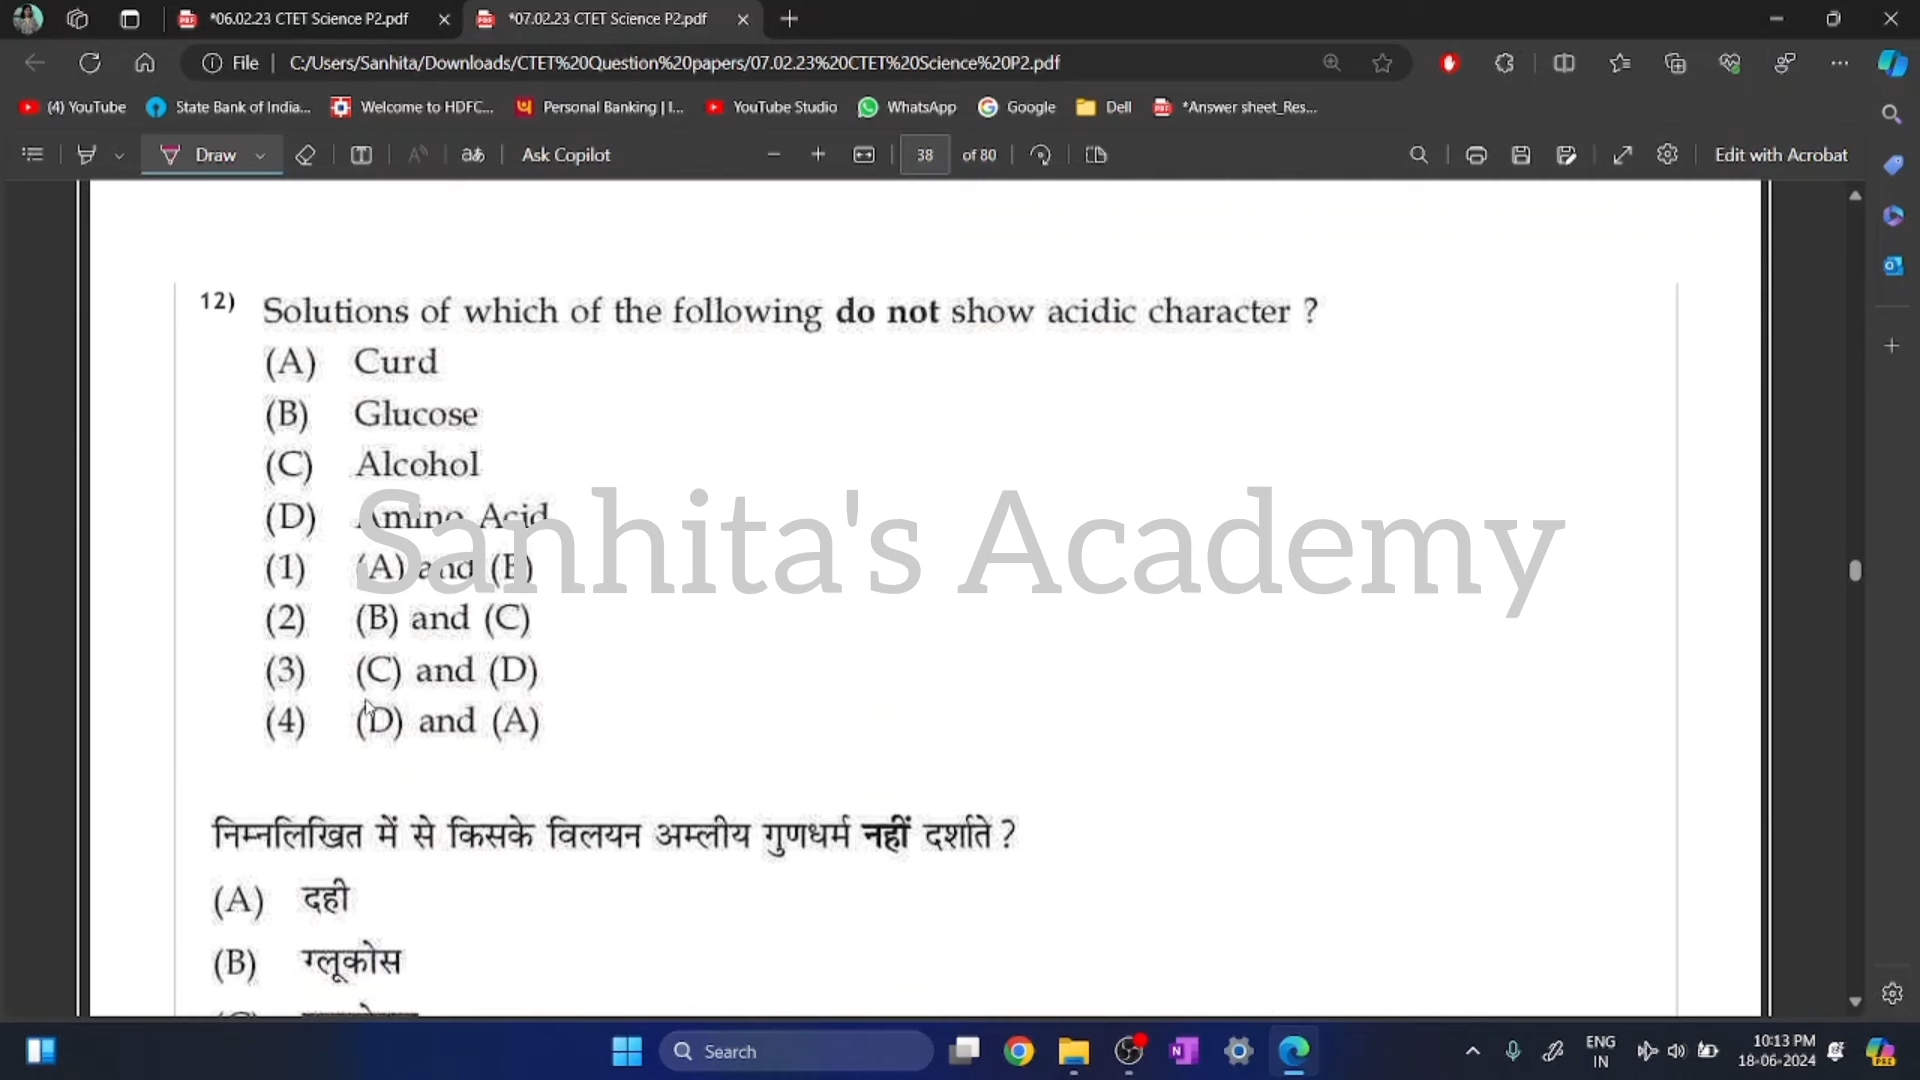 *06.02.23 CTET Science P2.pdf
*07.02.23 CTET Science P2.pdf
File
C:/Users/Sanhita/Downloads/CTET%20Question%20papers/07.02.23%20CTET%20Science%20P2.pdf
(4) YouTube
State Bank of India...
Welcome to HDFC...
Personal Banking | I...
YouTube Studio
WhatsApp
Google
Dell
*Answer sheet_Res...
Draw
Ask Copilot
38
of 80
Edit with Acrobat
12) Solutions of which of the following do not show acidic character ?
(A) Curd
(B) Glucose
(C) Alcohol
(D) Amino Acid
(1) (A) and (B)
(2) (B) and (C)
(3) (C) and (D)
(4) (D) and (A)
Sanhita's Academy
निम्नलिखित में से किसके विलयन अम्लीय गुणधर्म नहीं दर्शाते ?
(A) दही
(B) ग्लूकोस
Search
ENG
IN
10:13 PM
18-06-2024